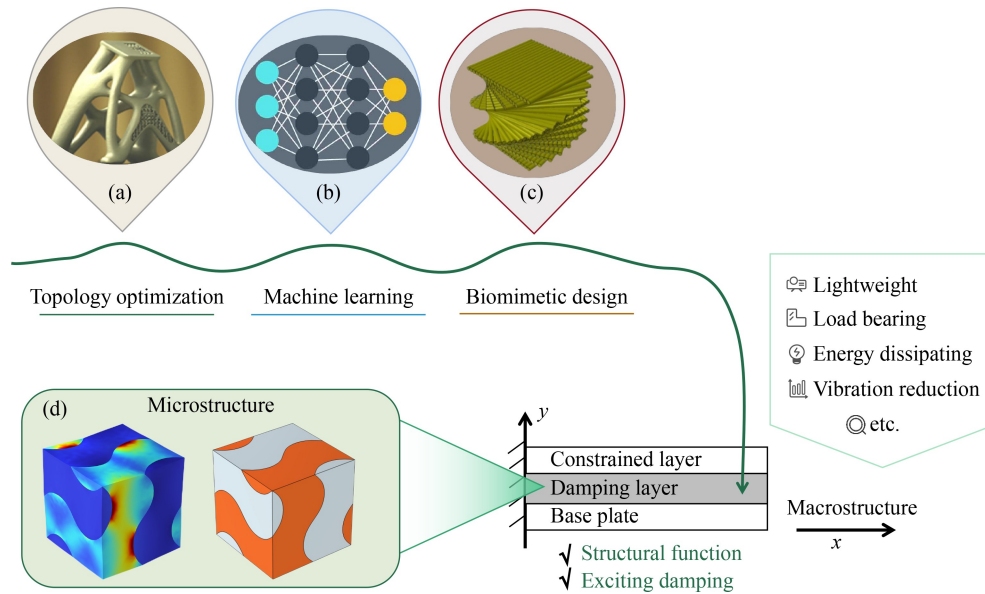 (a)
(b)
(c)
Topology optimization
Machine learning
Biomimetic design
Lightweight
Load bearing
Energy dissipating
Vibration reduction
etc.
(d)
Microstructure
y
Constrained layer
Damping layer
Base plate
Macrostructure
x
√ Structural function
√ Exciting damping